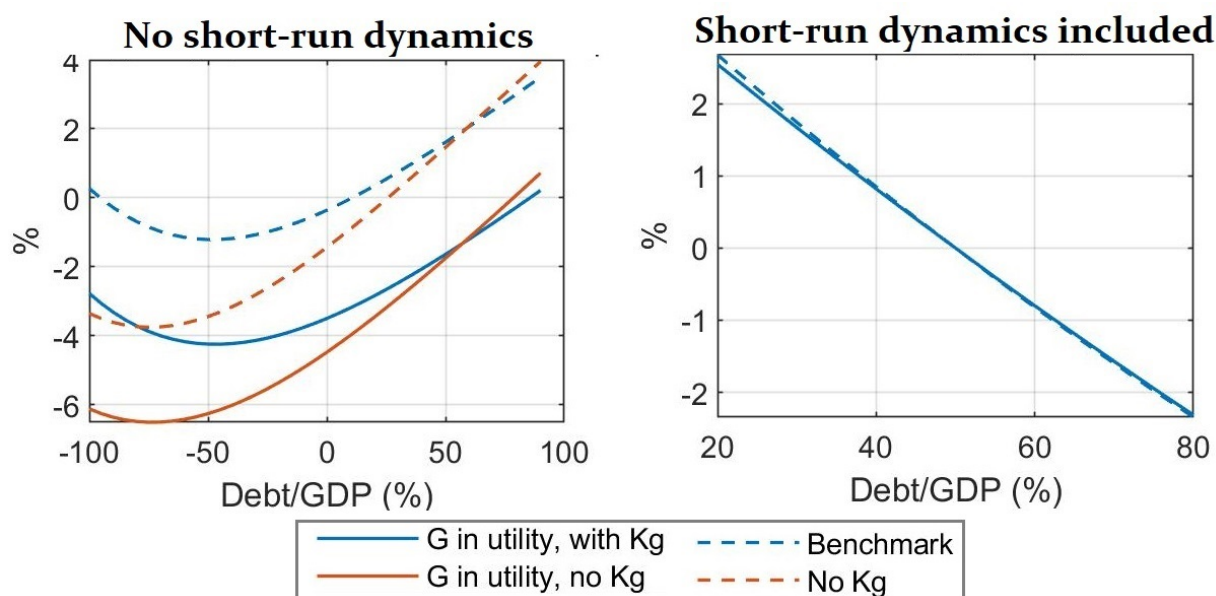 No short-run dynamics
4
2
0
-2
-4
-6
%
-100 -50 0 50 100
Debt/GDP (%)
Short-run dynamics included
2
1
0
-1
-2
%
20 40 60 80
Debt/GDP (%)
G in utility, with Kg
G in utility, no Kg
Benchmark
No Kg